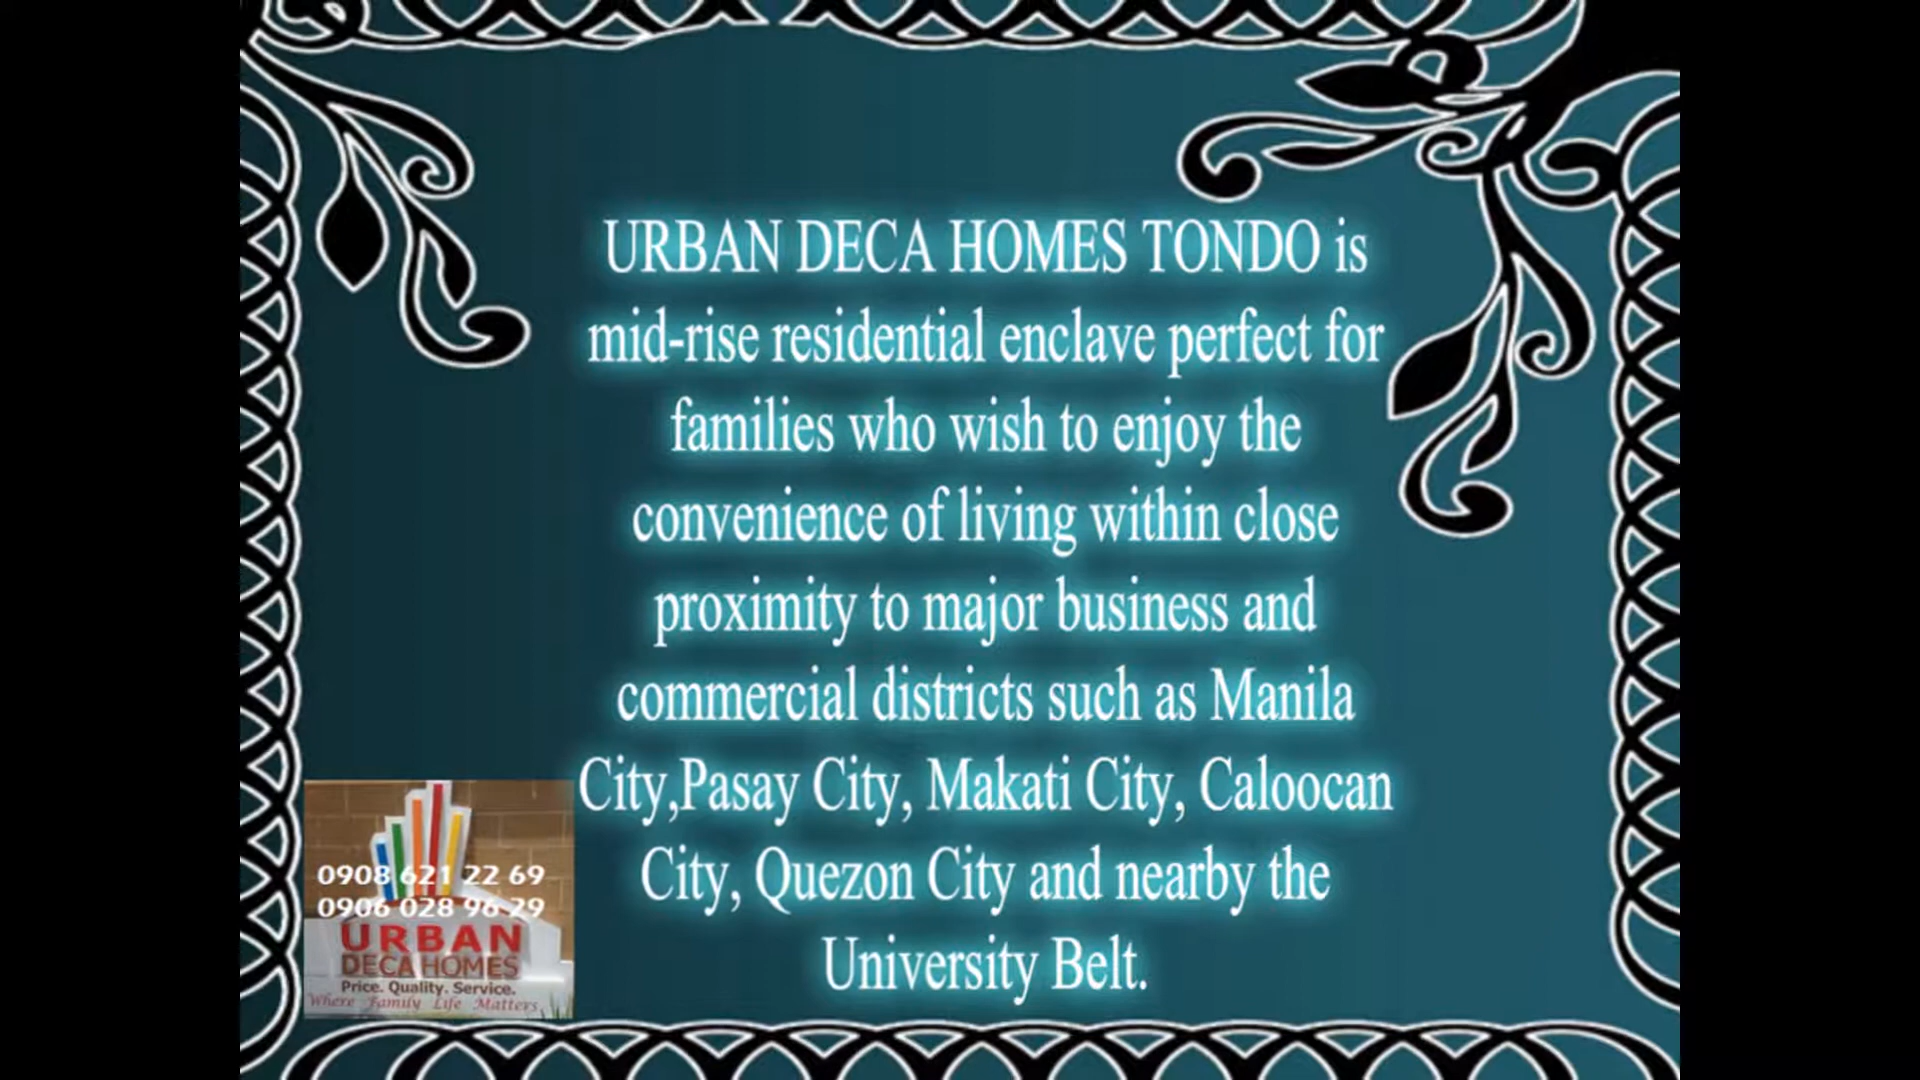 URBAN DECA HOMES TONDO is
mid-rise residential enclave perfect for
families who wish to enjoy the
convenience of living within close
proximity to major business and
commercial districts such as Manila
City,Pasay City, Makati City, Caloocan
City, Quezon City and nearby the
University Belt.
0908 621 22 69
0906 028 96 29
URBAN
DECA HOMES
Price. Quality. Service.
Where Family Life Matters